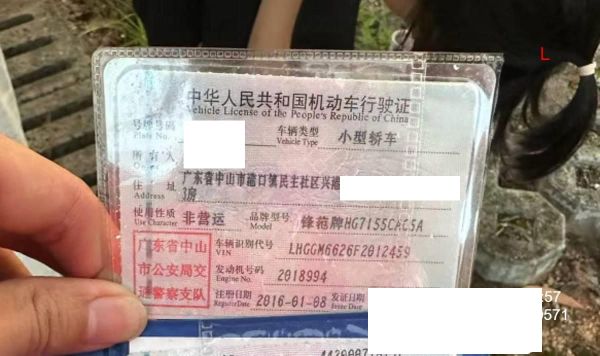 L
中华人民共和国机动车行驶证
Vehicle License of the People's Republic of China
号牌号码 车辆类型 小型轿车
Plate No. Vehicle Type
所有人
住址 广东省中山市港口镇民主社区兴港
Address 3房
使用性质 非营运 品牌型号 锋范牌HG7155CAC5A
Use Character Model
广东省中山 车辆识别代号 LHGGM6626F2012459
VIN
市公安局交 发动机号码 2018994
Engine No.
通警察支队 注册日期 2016-01-08 发证日期
Register Date Issue Date
57
9571